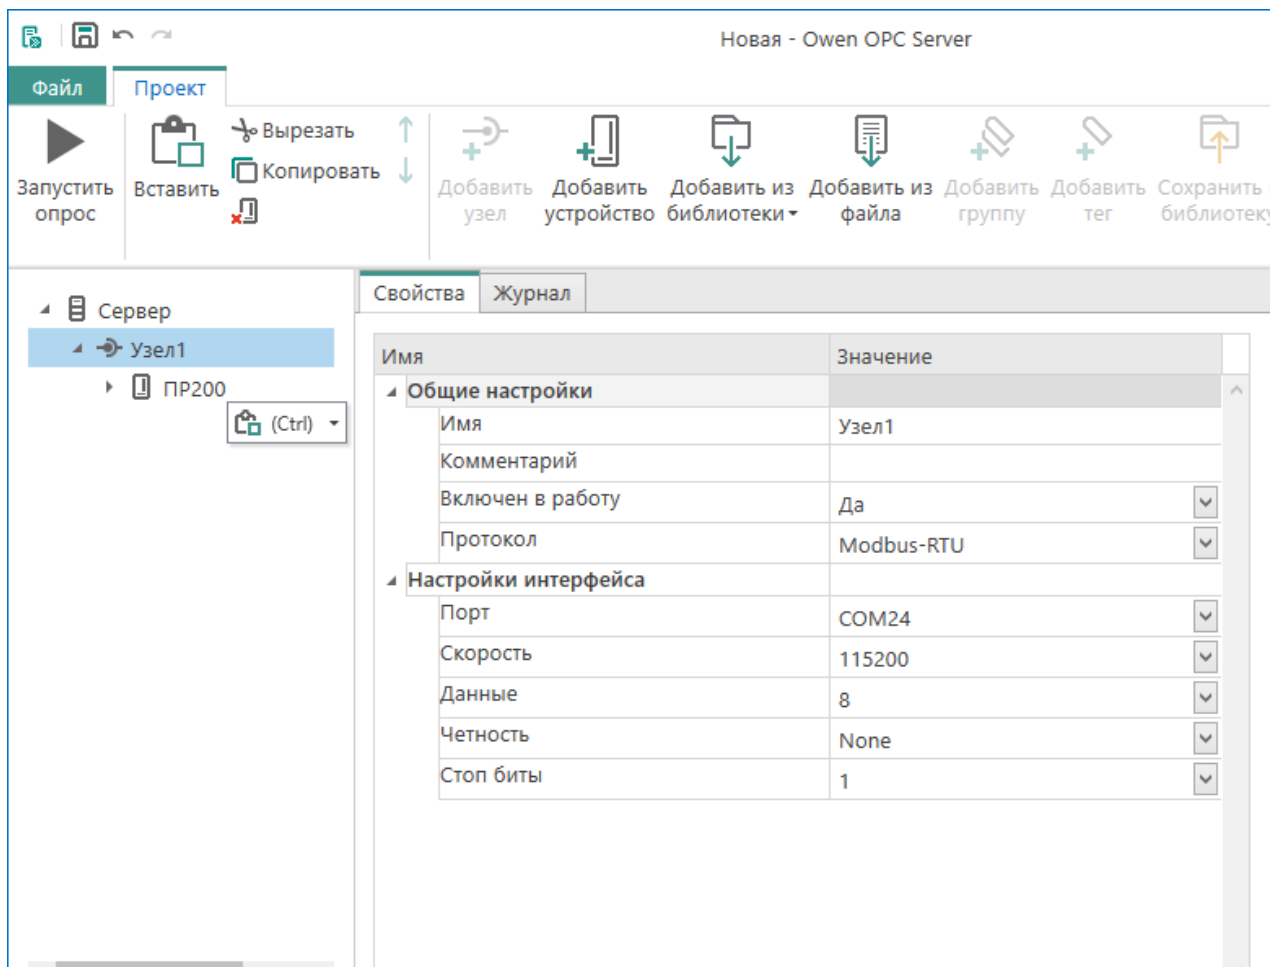 Новая - Owen OPC Server
Файл
Проект
Запустить опрос
Вставить
Вырезать
Копировать
Добавить узел
Добавить устройство
Добавить из библиотеки
Добавить из файла
Добавить группу
Добавить тег
Сохранить
библиотеку
Сервер
Узел1
ПР200
(Ctrl)
Свойства
Журнал
Имя Значение
Общие настройки
Имя Узел1
Комментарий
Включен в работу Да
Протокол Modbus-RTU
Настройки интерфейса
Порт COM24
Скорость 115200
Данные 8
Четность None
Стоп биты 1